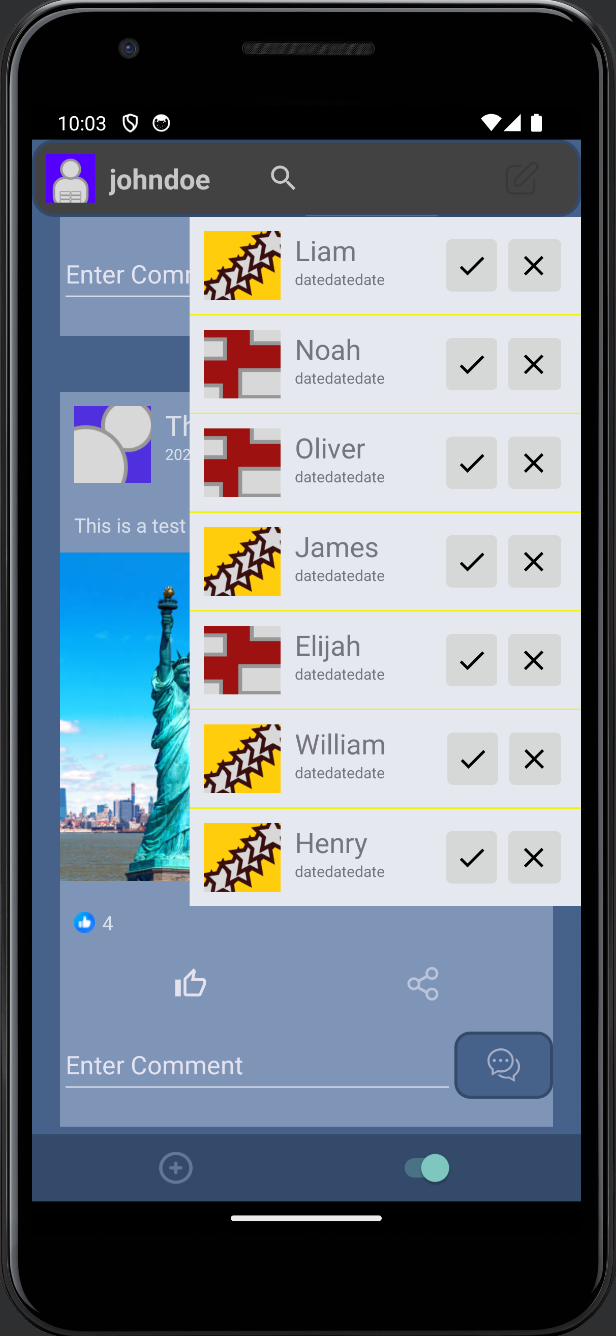 10:03
johndoe
Enter Comm
Liam
datedatedate
Noah
datedatedate
Th
202
Oliver
datedatedate
This is a test
James
datedatedate
Elijah
datedatedate
William
datedatedate
Henry
datedatedate
4
Enter Comment